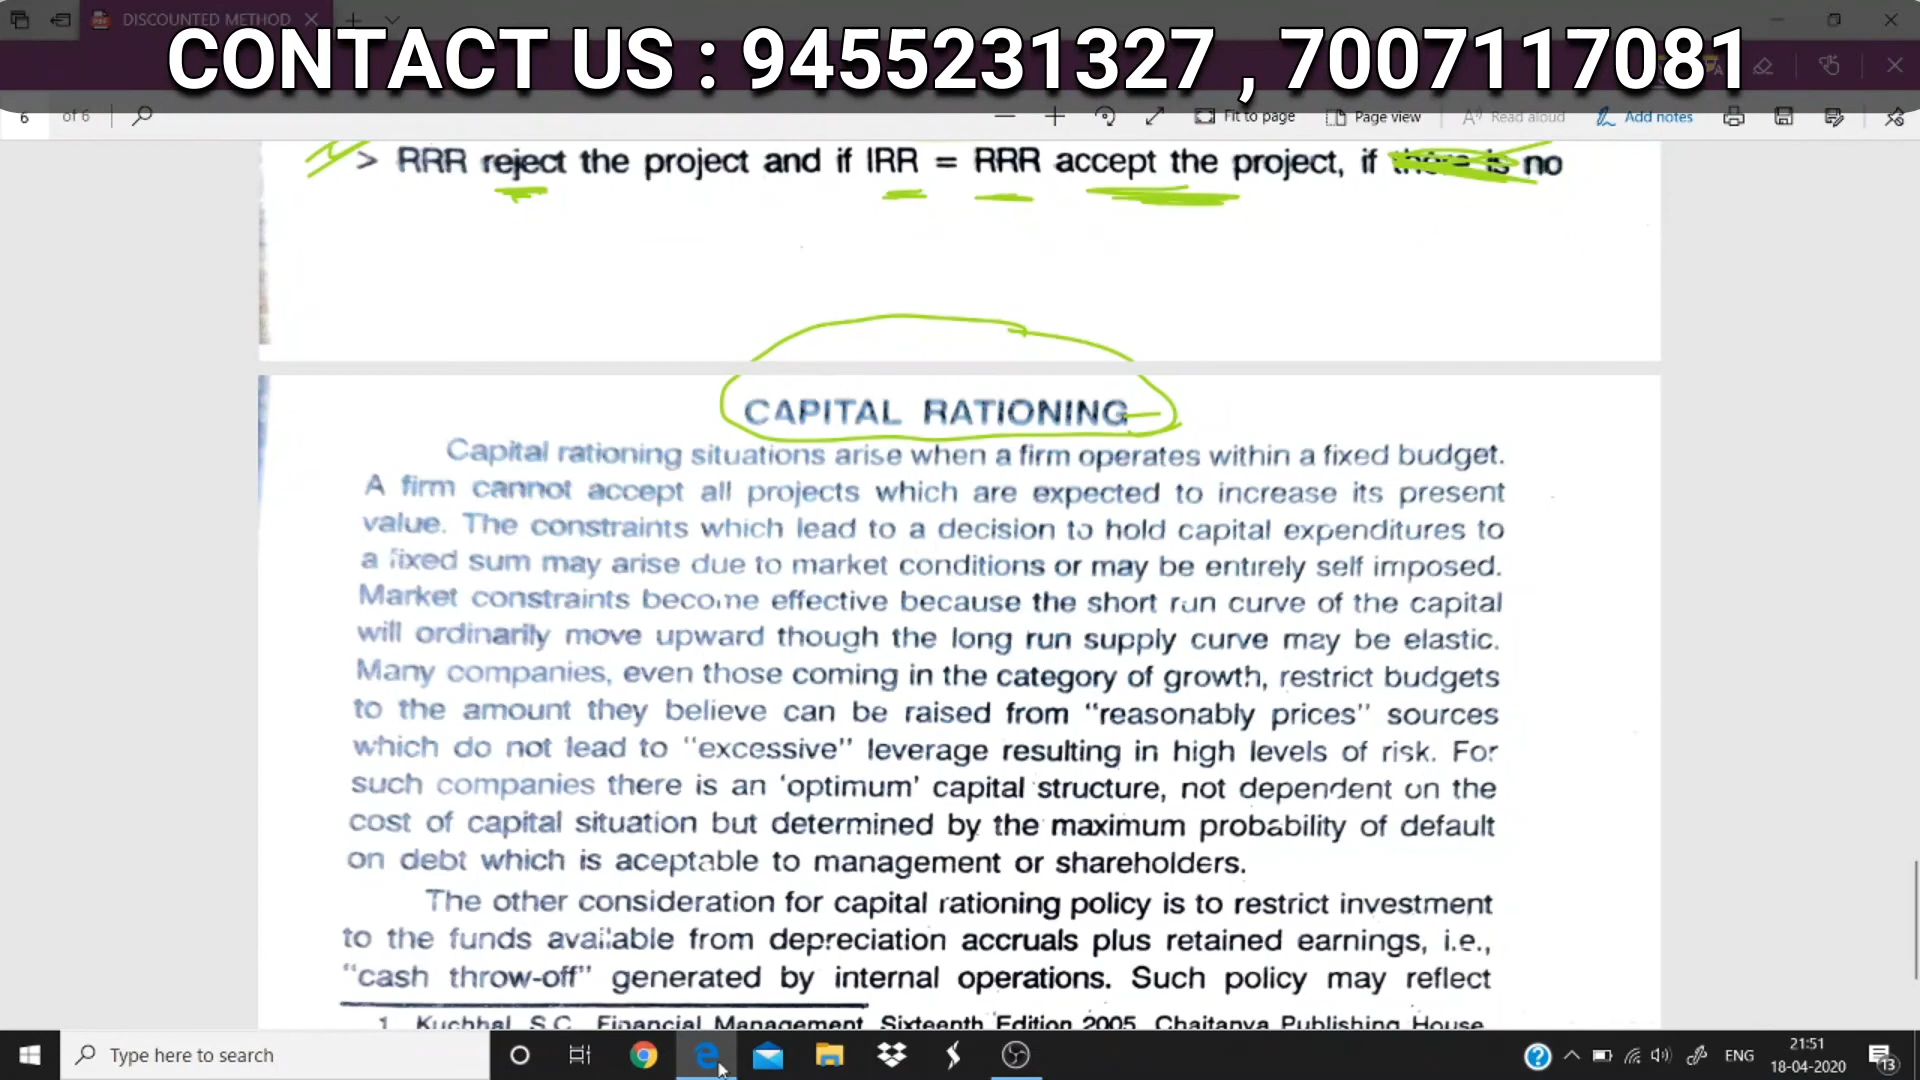 DISCOUNTED METHOD
CONTACT US : 9455231327 , 7007117081
6 of 6 Fit to page Page view Read aloud Add notes
> RRR reject the project and if IRR = RRR accept the project, if there is no
CAPITAL RATIONING
Capital rationing situations arise when a firm operates within a fixed budget.
A firm cannot accept all projects which are expected to increase its present
value. The constraints which lead to a decision to hold capital expenditures to
a fixed sum may arise due to market conditions or may be entirely self imposed.
Market constraints become effective because the short run curve of the capital
will ordinarily move upward though the long run supply curve may be elastic.
Many companies, even those coming in the category of growth, restrict budgets
to the amount they believe can be raised from "reasonably prices" sources
which do not lead to "excessive" leverage resulting in high levels of risk. For
such companies there is an 'optimum' capital structure, not dependent on the
cost of capital situation but determined by the maximum probability of default
on debt which is aceptable to management or shareholders.
The other consideration for capital rationing policy is to restrict investment
to the funds available from depreciation accruals plus retained earnings, i.e.,
"cash throw-off" generated by internal operations. Such policy may reflect
1. Kuchhal S.C. Financial Management Sixteenth Edition 2005, Chaitanya Publishing House
Type here to search
ENG
21:51
18-04-2020
13